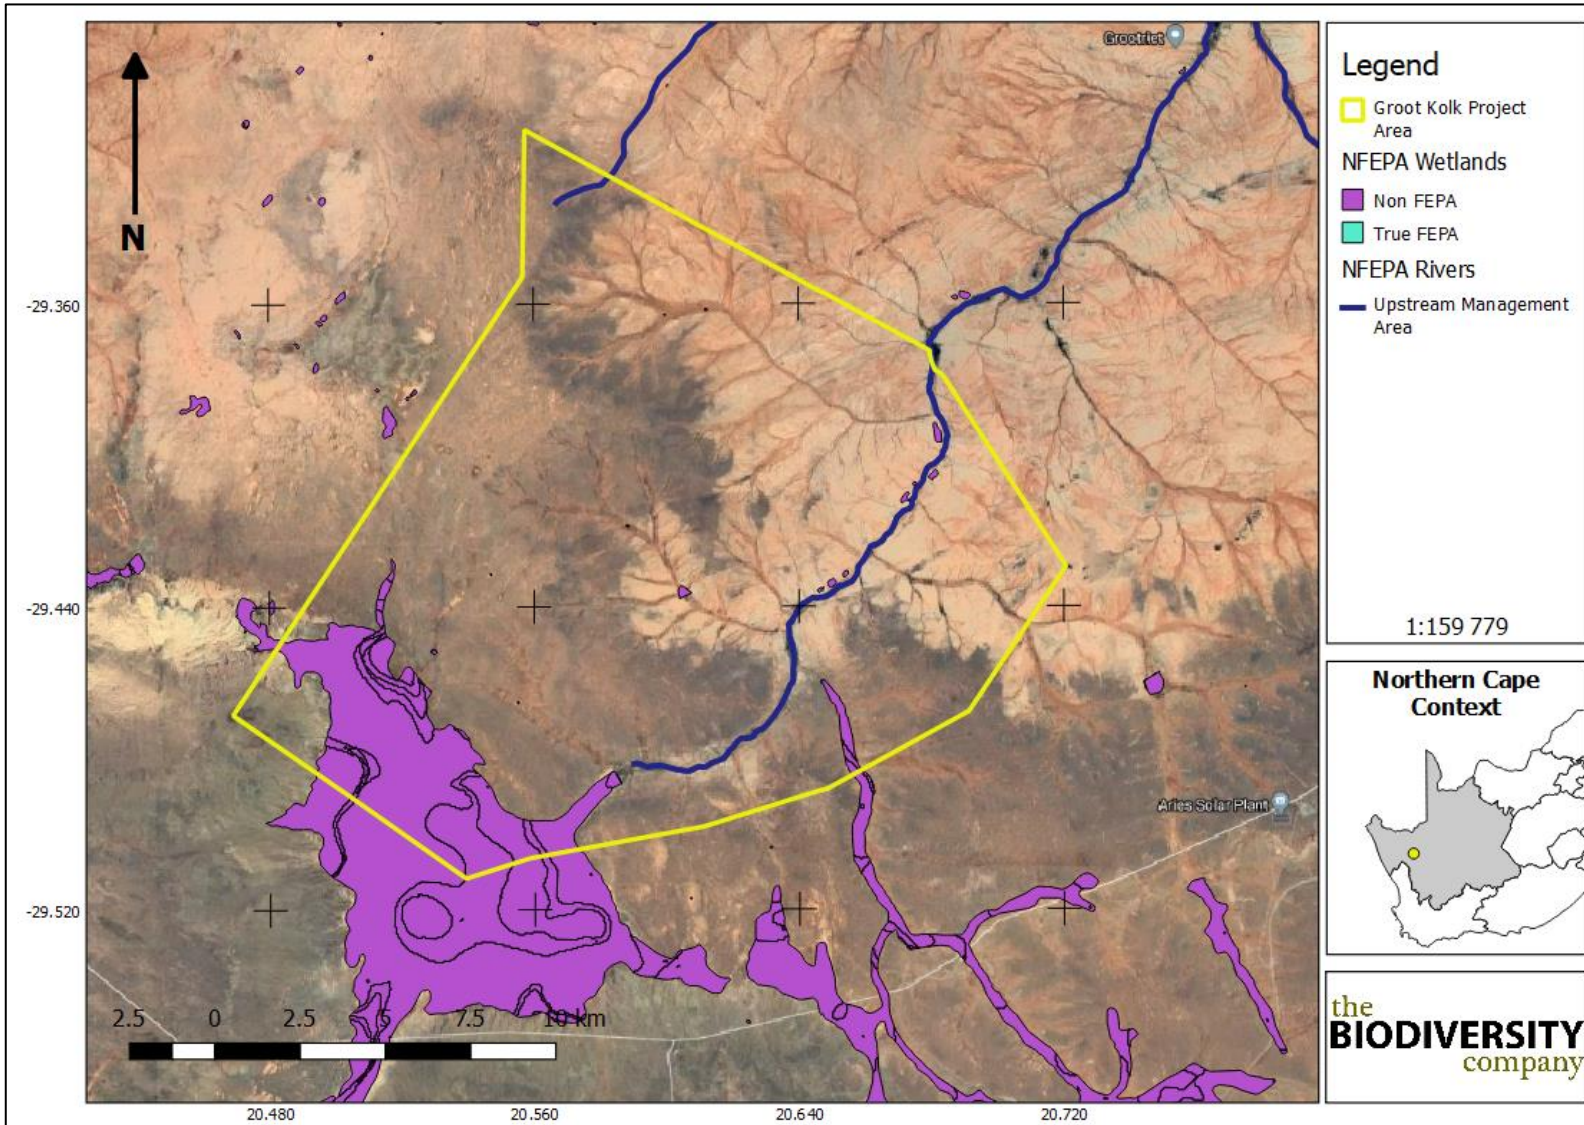 Grootriet
N
-29.360
-29.440
-29.520
Aries Solar Plant
2.5 0 2.5 5 7.5 10 km
20.480 20.560 20.640 20.720
Legend
Groot Kolk Project
Area
NFEPA Wetlands
Non FEPA
True FEPA
NFEPA Rivers
Upstream Management
Area
1:159 779
Northern Cape
Context
the
BIODIVERSITY
company